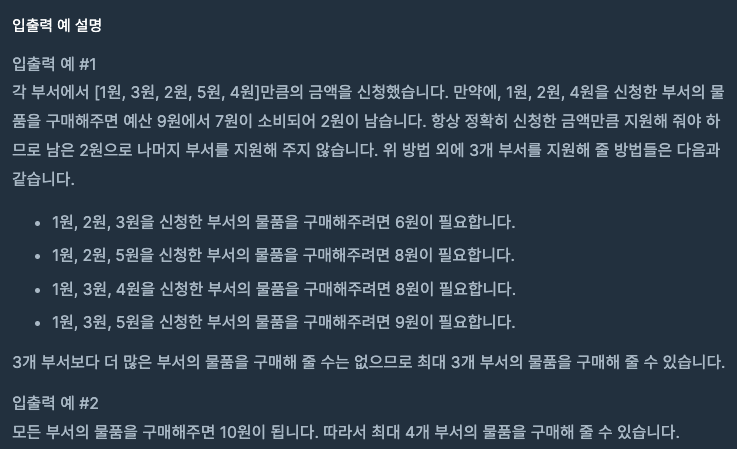 입출력 예 설명
입출력 예 #1
각 부서에서 [1원, 3원, 2원, 5원, 4원]만큼의 금액을 신청했습니다. 만약에, 1원, 2원, 4원을 신청한 부서의 물
품을 구매해주면 예산 9원에서 7원이 소비되어 2원이 남습니다. 항상 정확히 신청한 금액만큼 지원해 줘야 하
므로 남은 2원으로 나머지 부서를 지원해 주지 않습니다. 위 방법 외에 3개 부서를 지원해 줄 방법들은 다음과
같습니다.
• 1원, 2원, 3원을 신청한 부서의 물품을 구매해주려면 6원이 필요합니다.
• 1원, 2원, 5원을 신청한 부서의 물품을 구매해주려면 8원이 필요합니다.
• 1원, 3원, 4원을 신청한 부서의 물품을 구매해주려면 8원이 필요합니다.
• 1원, 3원, 5원을 신청한 부서의 물품을 구매해주려면 9원이 필요합니다.
3개 부서보다 더 많은 부서의 물품을 구매해 줄 수는 없으므로 최대 3개 부서의 물품을 구매해 줄 수 있습니다.
입출력 예 #2
모든 부서의 물품을 구매해주면 10원이 됩니다. 따라서 최대 4개 부서의 물품을 구매해 줄 수 있습니다.